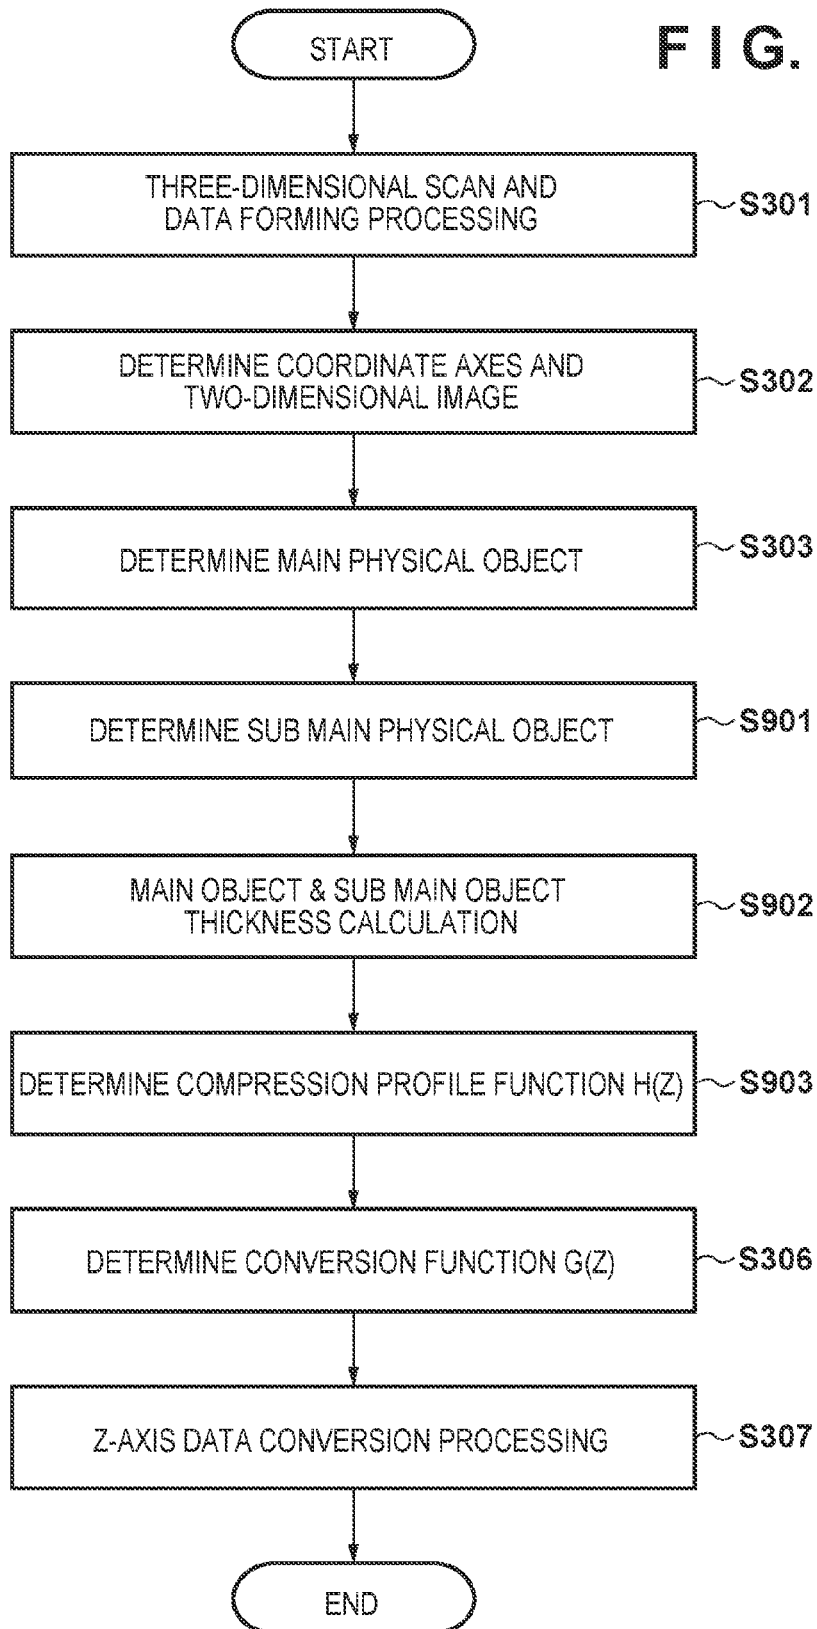 START
F I G.
THREE-DIMENSIONAL SCAN AND
DATA FORMING PROCESSING
S301
DETERMINE COORDINATE AXES AND
TWO-DIMENSIONAL IMAGE
S302
DETERMINE MAIN PHYSICAL OBJECT
S303
DETERMINE SUB MAIN PHYSICAL OBJECT
S901
MAIN OBJECT & SUB MAIN OBJECT
THICKNESS CALCULATION
S902
DETERMINE COMPRESSION PROFILE FUNCTION H(Z)
S903
DETERMINE CONVERSION FUNCTION G(Z)
S306
Z-AXIS DATA CONVERSION PROCESSING
S307
END